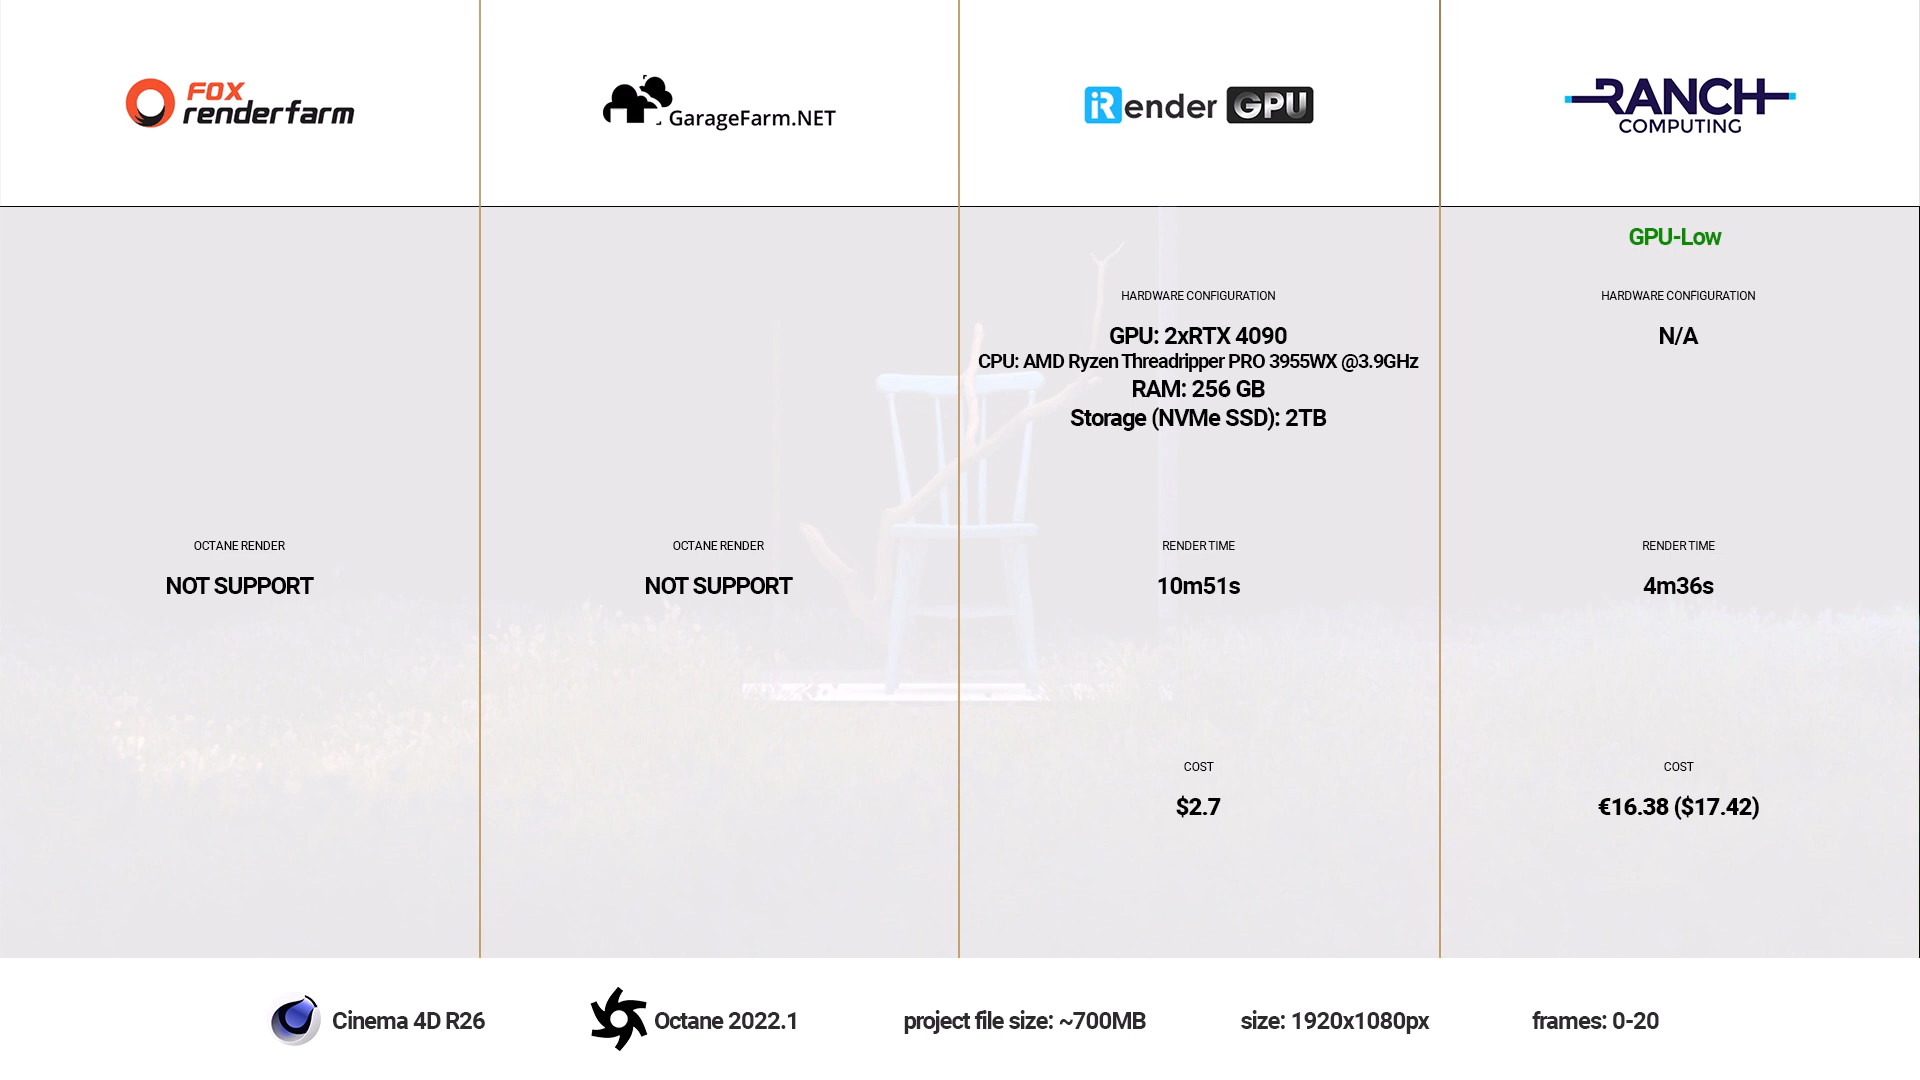 FOX
renderfarm
GarageFarm.NET
iRender GPU
RANCH
COMPUTING
OCTANE RENDER
NOT SUPPORT
OCTANE RENDER
NOT SUPPORT
HARDWARE CONFIGURATION
GPU: 2xRTX 4090
CPU: AMD Ryzen Threadripper PRO 3955WX @3.9GHz
RAM: 256 GB
Storage (NVMe SSD): 2TB
RENDER TIME
10m51s
COST
$2.7
GPU-Low
HARDWARE CONFIGURATION
N/A
RENDER TIME
4m36s
COST
€16.38 ($17.42)
Cinema 4D R26
Octane 2022.1
project file size: ~700MB
size: 1920x1080px
frames: 0-20